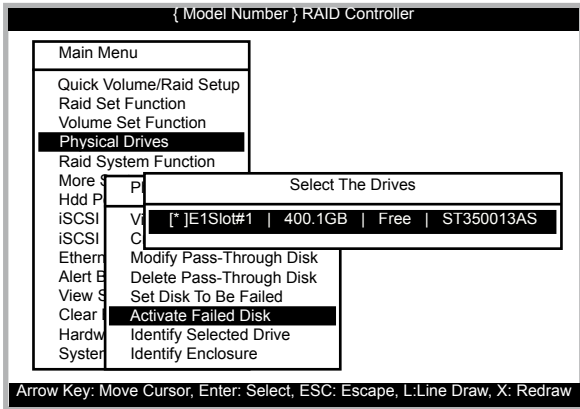 { Model Number } RAID Controller
Main Menu
Quick Volume/Raid Setup
Raid Set Function
Volume Set Function
Physical Drives
Raid System Function
More S
Hdd P
iSCSI
iSCSI
Ethern
Alert B
View S
Clear
Hardw
System
P
Vi
C
Modify Pass-Through Disk
Delete Pass-Through Disk
Set Disk To Be Failed
Activate Failed Disk
Identify Selected Drive
Identify Enclosure
Select The Drives
[* ]E1Slot#1 | 400.1GB | Free | ST350013AS
Arrow Key: Move Cursor, Enter: Select, ESC: Escape, L:Line Draw, X: Redraw